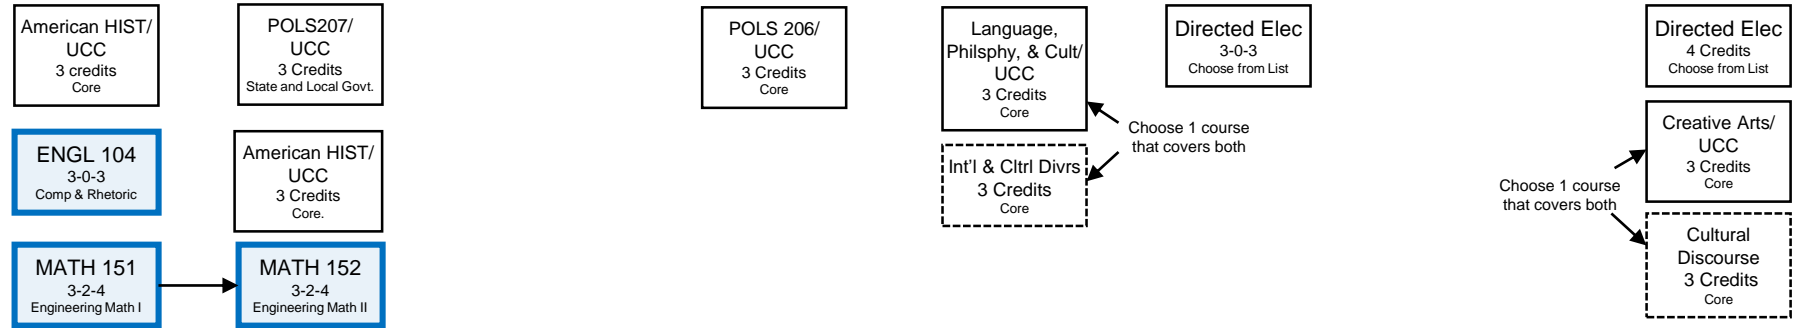 American HIST/
UCC
3 credits
Core
POLS207/
UCC
3 Credits
State and Local Govt.
POLS 206/
UCC
3 Credits
Core
Language,
Philsphy, & Cult/
UCC
3 Credits
Core
Directed Elec
3-0-3
Choose from List
Directed Elec
4 Credits
Choose from List
ENGL 104
3-0-3
Comp & Rhetoric
American HIST/
UCC
3 Credits
Core.
Choose 1 course
that covers both
Int'l & Cltrl Divrs
3 Credits
Core
Creative Arts/
UCC
3 Credits
Core
Choose 1 course
that covers both
Cultural
Discourse
3 Credits
Core
MATH 151
3-2-4
Engineering Math I
MATH 152
3-2-4
Engineering Math II